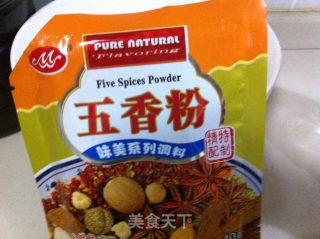 M
PURE NATURAL
Flavoring
Five Spices Powder
五香粉
味美系列调料
特制
精配
美食天下